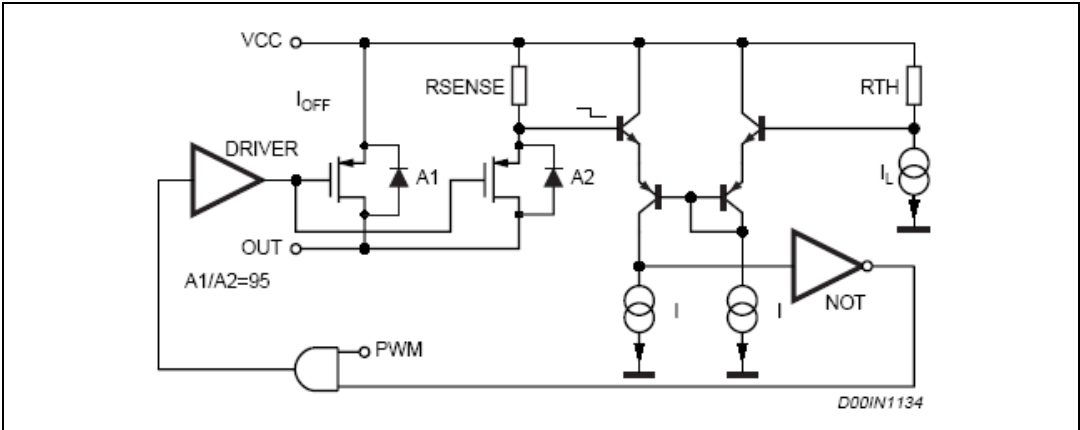 VCC
RSENSE
RTH
IOFF
DRIVER
A1
A2
IL
OUT
A1/A2=95
I
I
NOT
PWM
D00IN1134